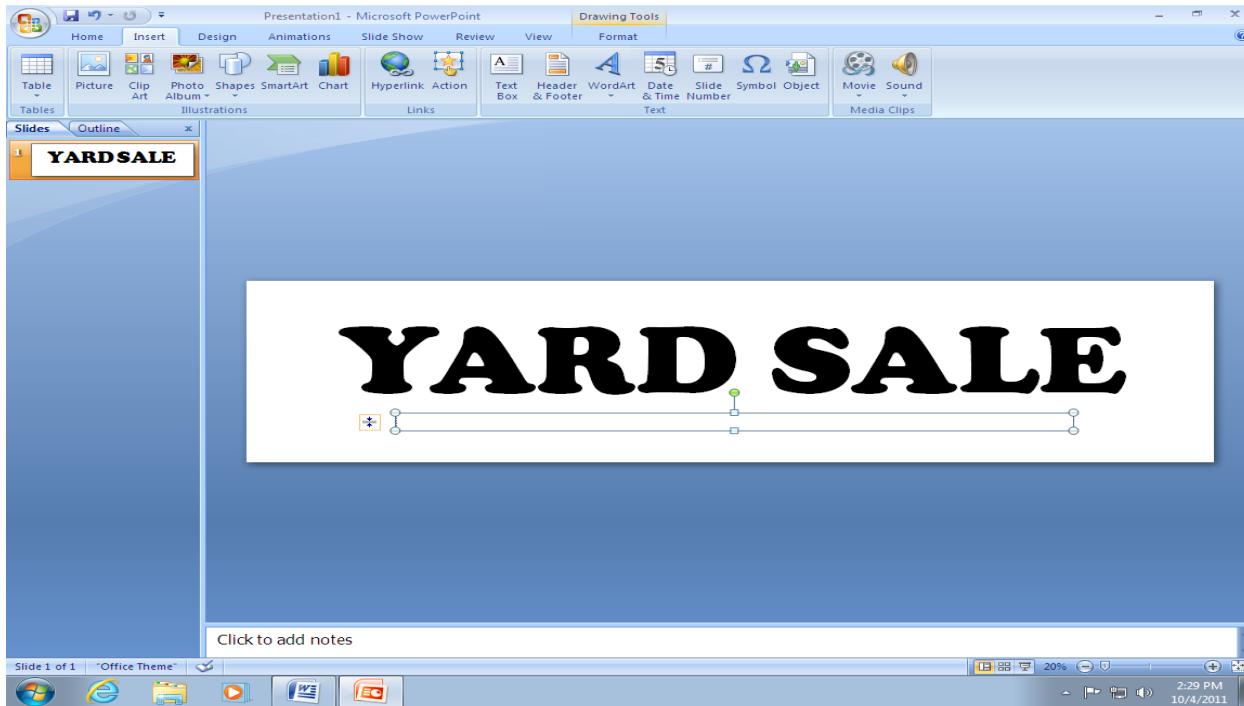 Presentation1 - Microsoft PowerPoint
Drawing Tools
Home Insert Design Animations Slide Show Review View Format
Table Picture Clip Art Photo Album Shapes SmartArt Chart Hyperlink Action Text Box Header & Footer WordArt Date & Time Slide Number Symbol Object Movie Sound
Tables Illustrations Links Text Media Clips
Slides Outline x
1 YARD SALE
YARD SALE
Click to add notes
Slide 1 of 1 "Office Theme" 20%
2:29 PM
10/4/2011